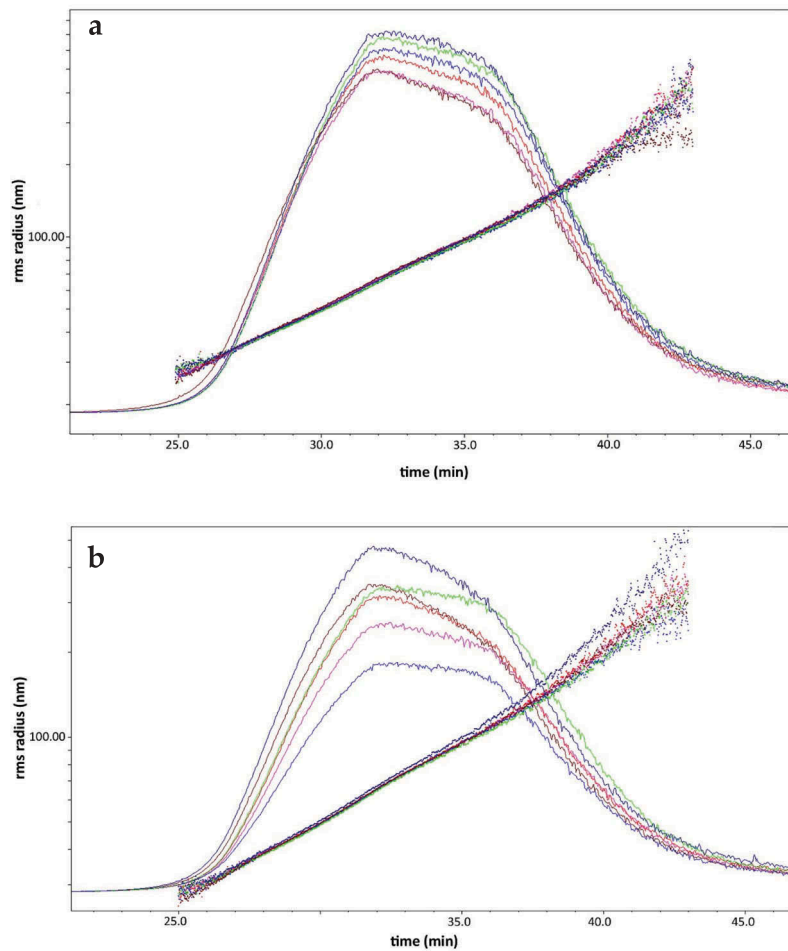 a
rms radius (nm)
100.00
25.0 30.0 35.0 40.0 45.0
time (min)
b
rms radius (nm)
100.00
25.0 35.0 40.0 45.0
time (min)